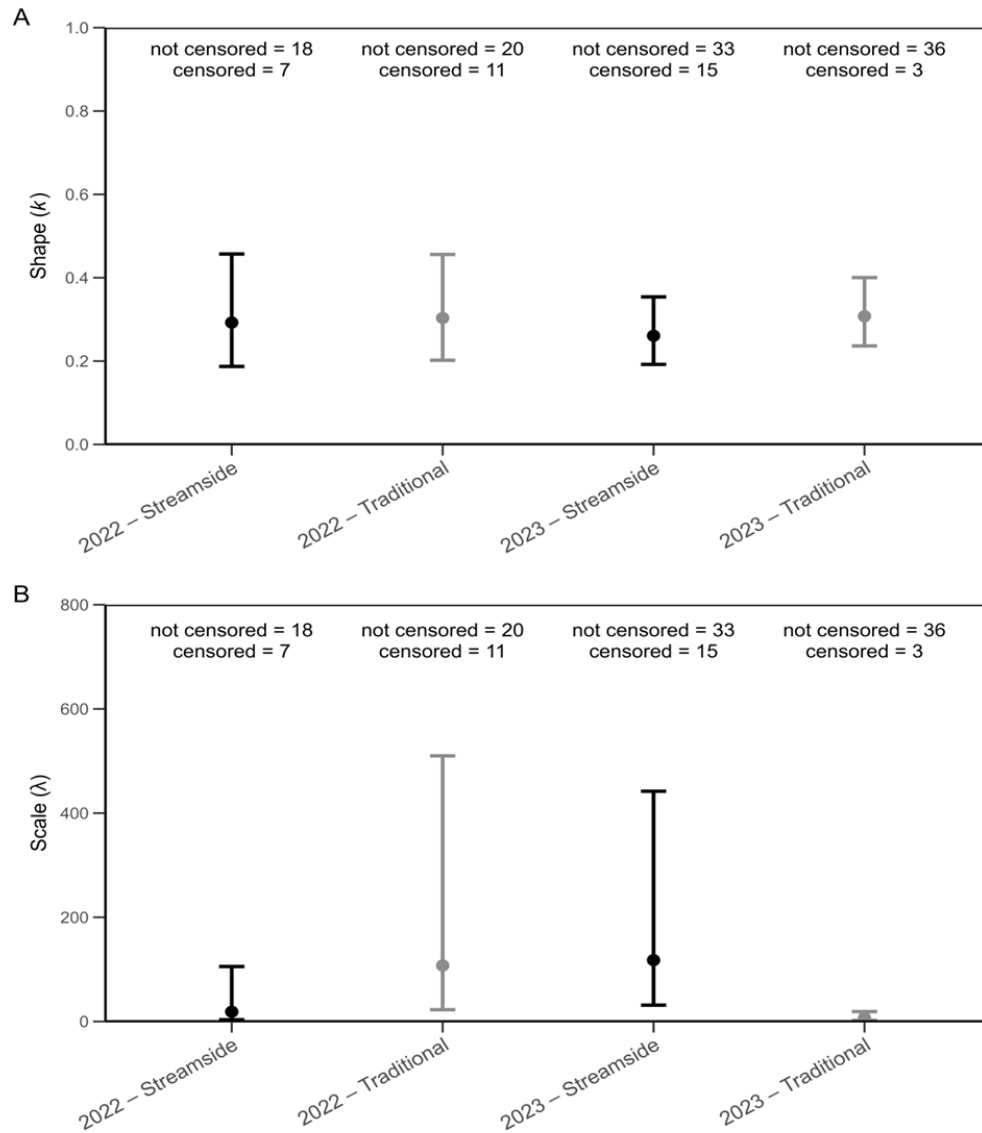 A
not censored = 18
censored = 7
not censored = 20
censored = 11
not censored = 33
censored = 15
not censored = 36
censored = 3
1.0
0.8
0.6
0.4
0.2
0.0
Shape (k)
2022 – Streamside
2022 – Traditional
2023 – Streamside
2023 – Traditional
B
not censored = 18
censored = 7
not censored = 20
censored = 11
not censored = 33
censored = 15
not censored = 36
censored = 3
800
600
400
200
0
Scale (λ)
2022 – Streamside
2022 – Traditional
2023 – Streamside
2023 – Traditional